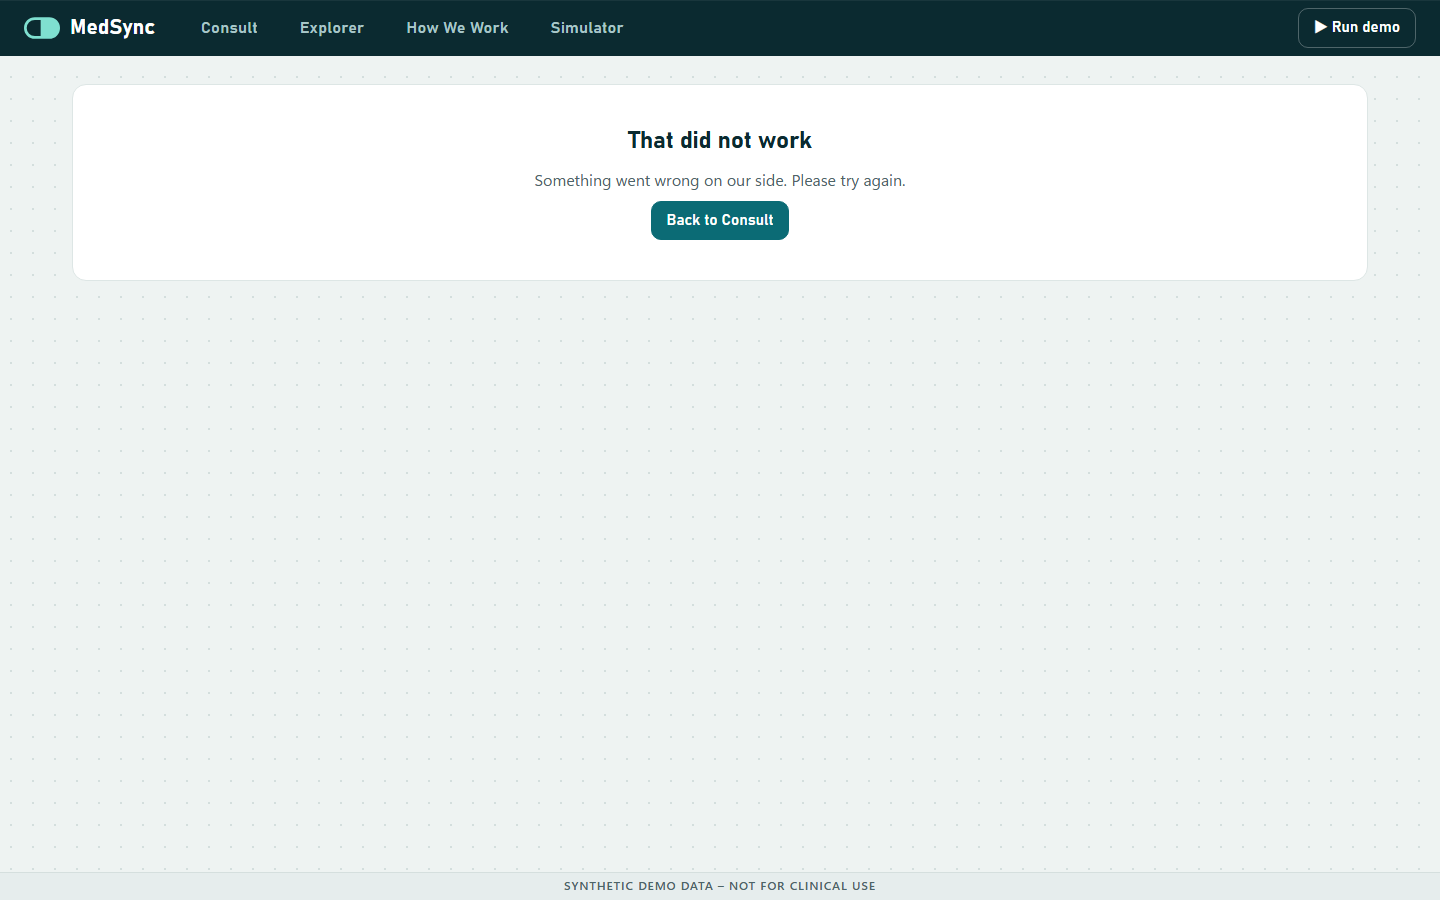 MedSync
Consult
Explorer
How We Work
Simulator
▶ Run demo
That did not work
Something went wrong on our side. Please try again.
Back to Consult
SYNTHETIC DEMO DATA – NOT FOR CLINICAL USE